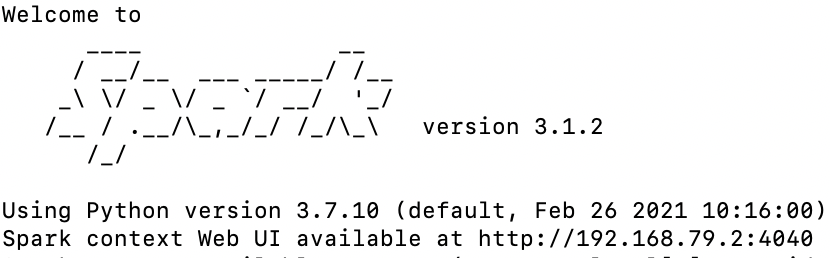 Welcome to
      ____              __
     / __/__  ___ _____/ /__
    _\ \/ _ \/ _ `/ __/  '_/
   /__ / .__/\_,_/_/ /_/\_\   version 3.1.2
      /_/
Using Python version 3.7.10 (default, Feb 26 2021 10:16:00)
Spark context Web UI available at http://192.168.79.2:4040